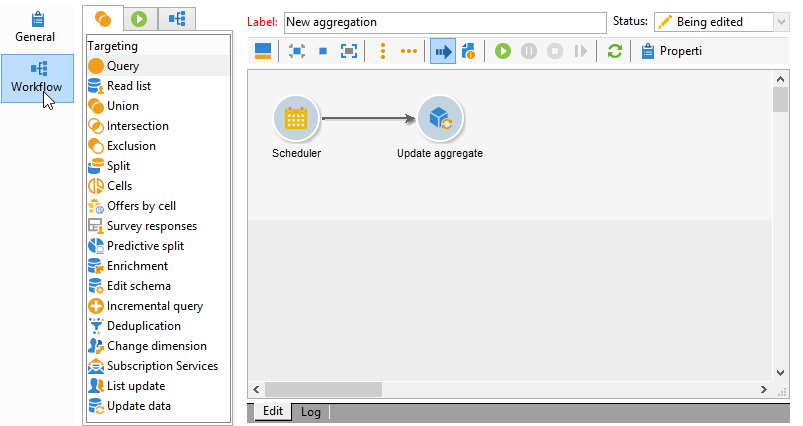 General
Workflow
Targeting
Query
Read list
Union
Intersection
Exclusion
Split
Cells
Offers by cell
Survey responses
Predictive split
Enrichment
Edit schema
Incremental query
Deduplication
Change dimension
Subscription Services
List update
Update data
Label: New aggregation Status: Being edited
Properti
Scheduler Update aggregate
Edit Log